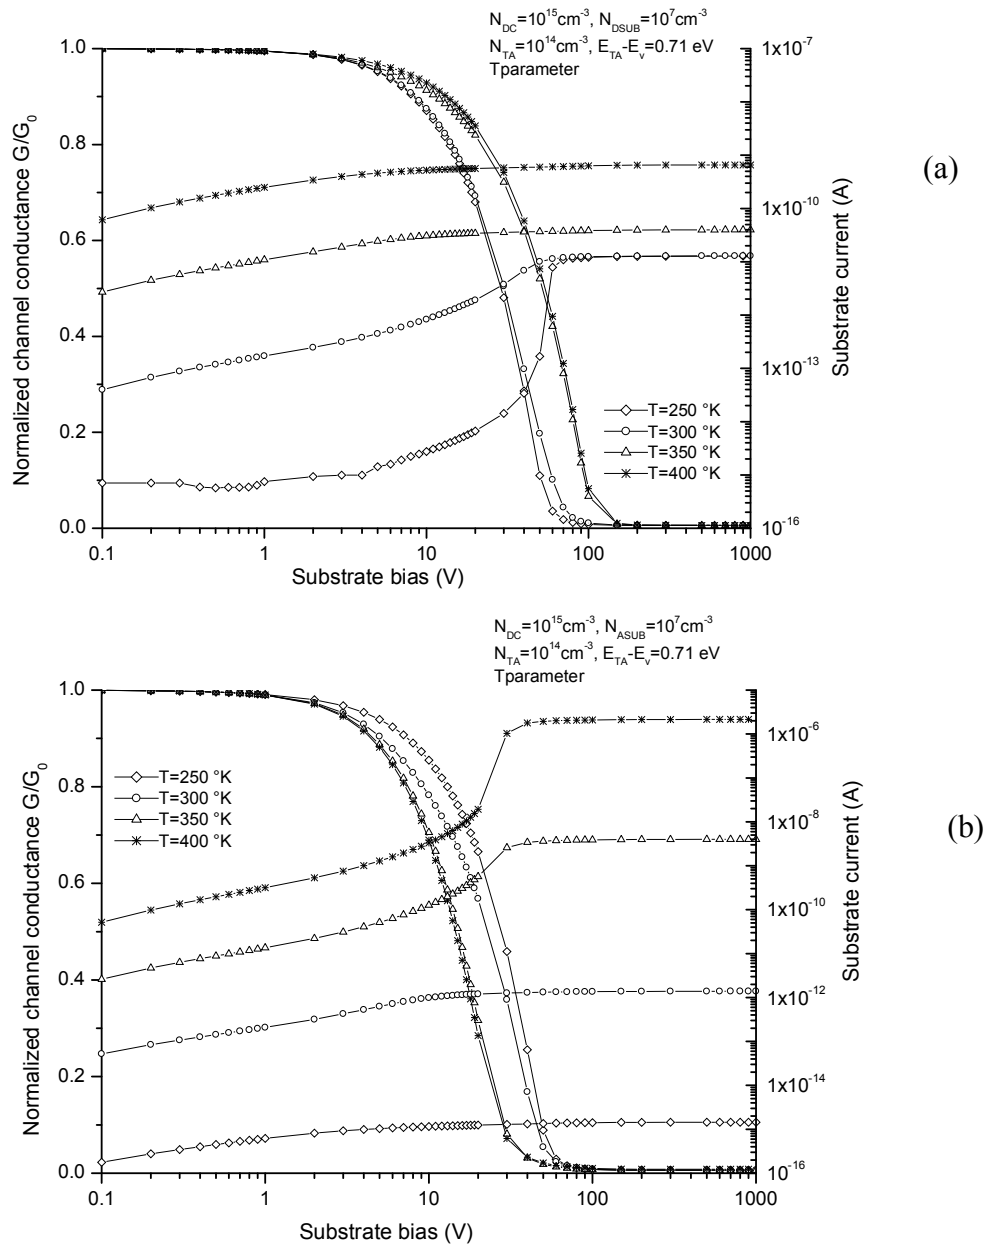 N_DC=10^15cm^-3, N_DSUB=10^7cm^-3
N_TA=10^14cm^-3, E_TA-E_v=0.71 eV
Tparameter
Normalized channel conductance G/G_0
1.0
0.8
0.6
0.4
0.2
0.0
1x10^-7
1x10^-10
1x10^-13
10^-16
Substrate current (A)
(a)
T=250 °K
T=300 °K
T=350 °K
T=400 °K
0.1 1 10 100 1000
Substrate bias (V)
N_DC=10^15cm^-3, N_ASUB=10^7cm^-3
N_TA=10^14cm^-3, E_TA-E_v=0.71 eV
Tparameter
Normalized channel conductance G/G_0
1.0
0.8
0.6
0.4
0.2
0.0
T=250 °K
T=300 °K
T=350 °K
T=400 °K
1x10^-6
1x10^-8
1x10^-10
1x10^-12
1x10^-14
10^-16
Substrate current (A)
(b)
0.1 1 10 100 1000
Substrate bias (V)